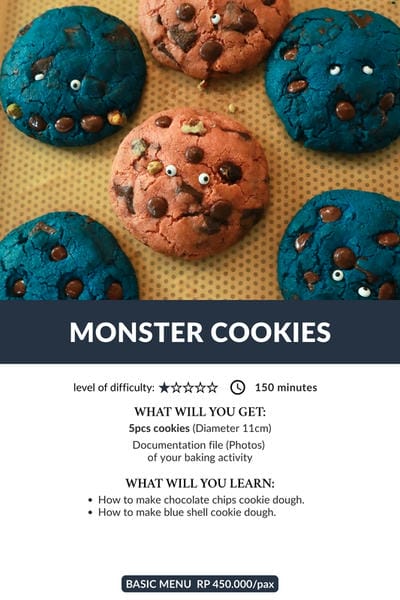 MONSTER COOKIES
level of difficulty: ★☆☆☆☆ 150 minutes
WHAT WILL YOU GET:
5pcs cookies (Diameter 11cm)
Documentation file (Photos)
of your baking activity
WHAT WILL YOU LEARN:
• How to make chocolate chips cookie dough.
• How to make blue shell cookie dough.
BASIC MENU RP 450.000/pax